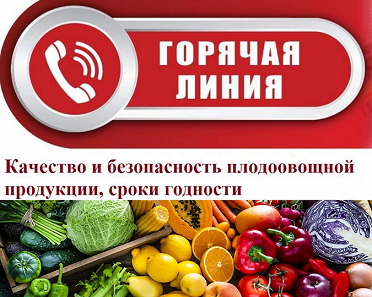 ГОРЯЧАЯ
ЛИНИЯ
Качество и безопасность плодоовощной
продукции, сроки годности